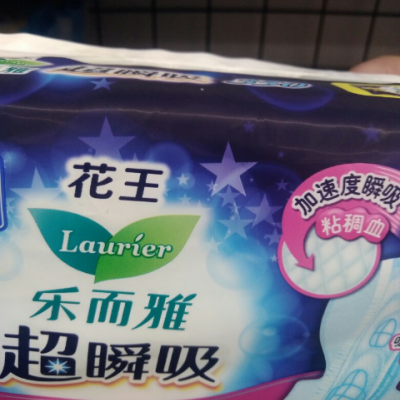 花王
Laurier
乐而雅
超瞬吸
加速度瞬吸
粘稠血